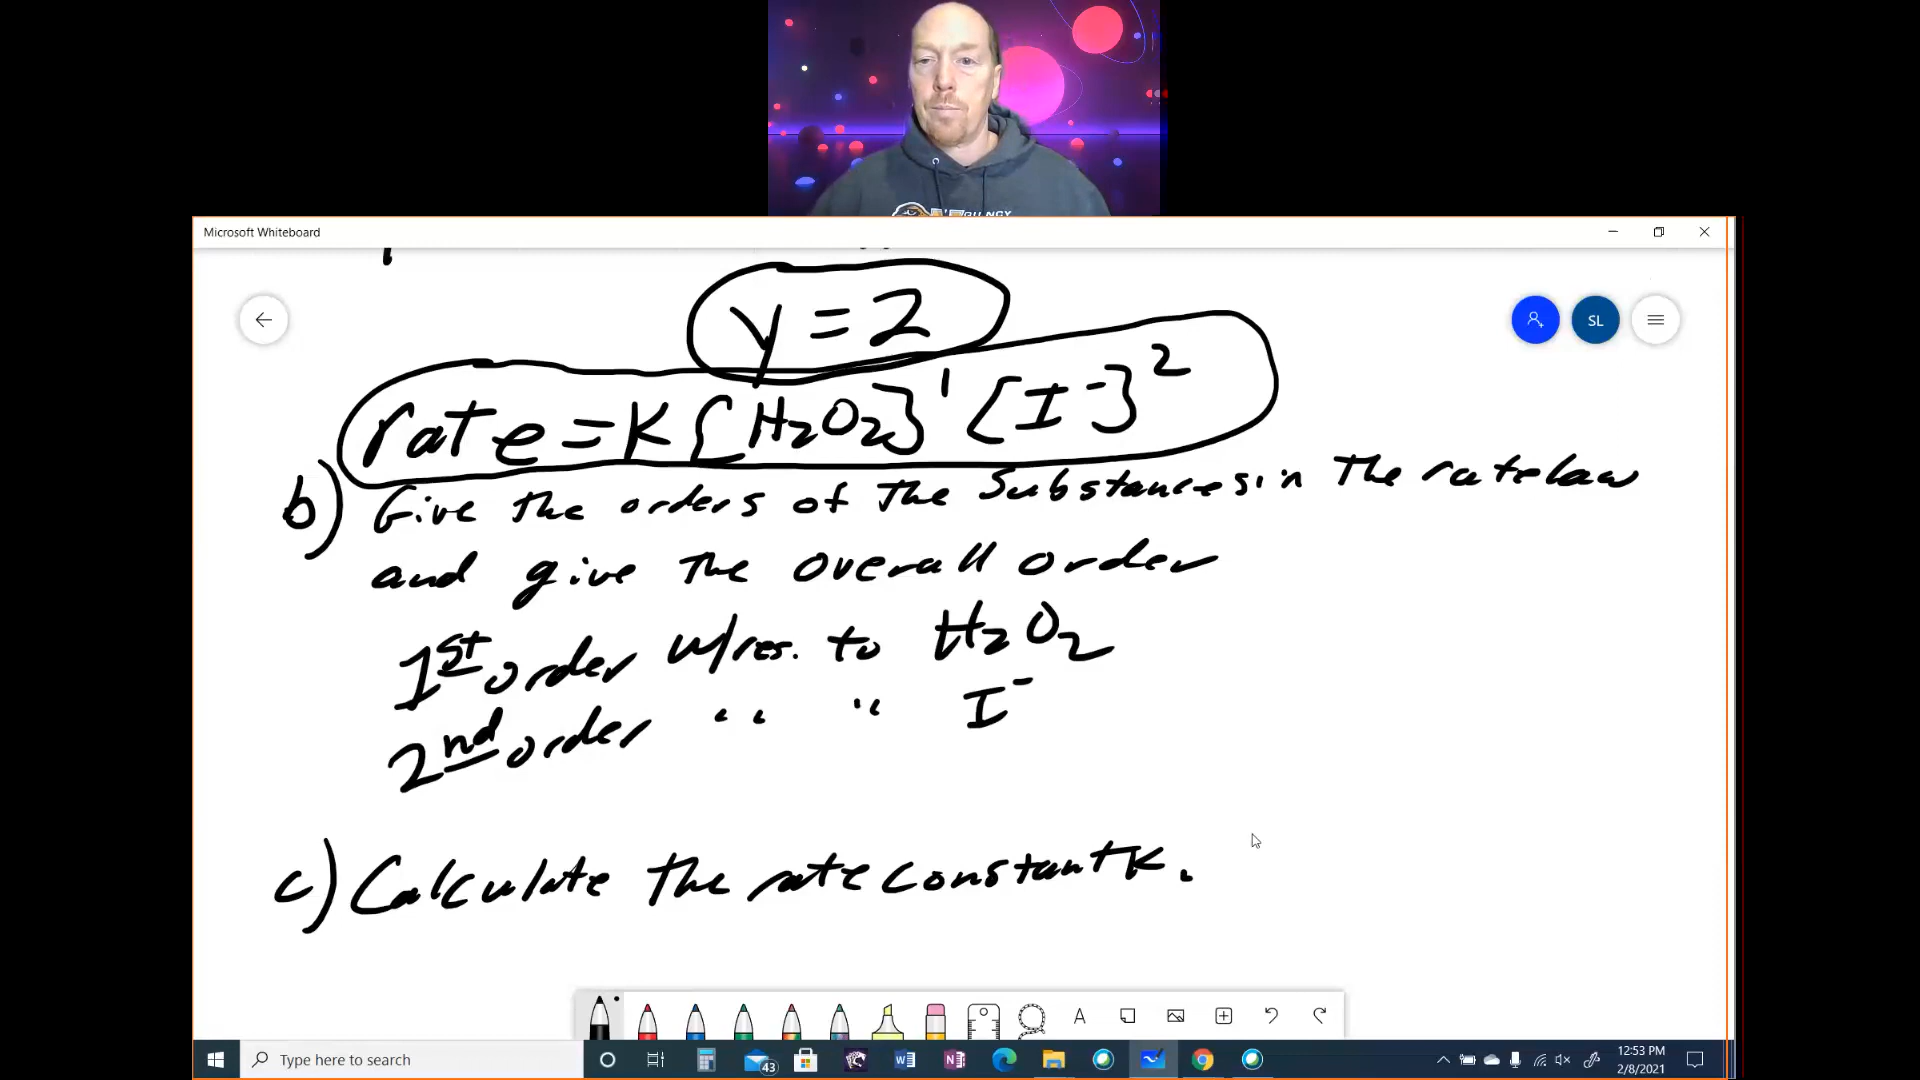 Microsoft Whiteboard
y = 2
SL
rate = K[H₂O₂]¹ [I⁻]²
b) Give the orders of the Substances in the rate law
and give the overall order
1st order w/res. to H₂O₂
2nd order " " I⁻
c) Calculate the rate constant K.
A
Type here to search
43
12:53 PM
2/8/2021